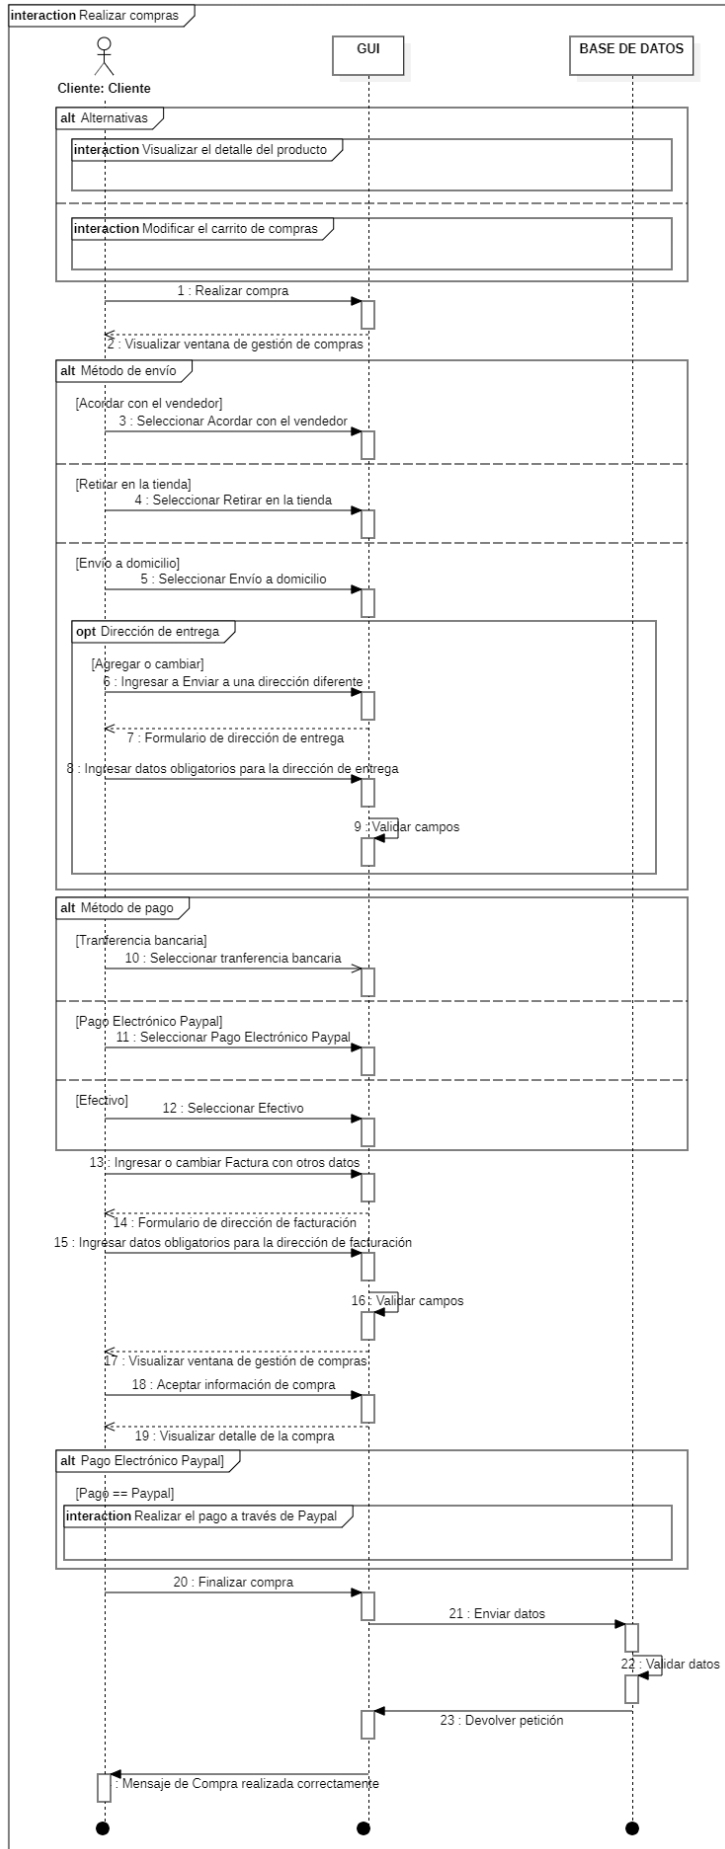 interaction Realizar compras
GUI
BASE DE DATOS
Cliente: Cliente
alt Alternativas
interaction Visualizar el detalle del producto
interaction Modificar el carrito de compras
1 : Realizar compra
2 : Visualizar ventana de gestión de compras
alt Método de envío
[Acordar con el vendedor]
3 : Seleccionar Acordar con el vendedor
[Retirar en la tienda]
4 : Seleccionar Retirar en la tienda
[Envío a domicilio]
5 : Seleccionar Envío a domicilio
opt Dirección de entrega
[Agregar o cambiar]
6 : Ingresar a Enviar a una dirección diferente
7 : Formulario de dirección de entrega
8 : Ingresar datos obligatorios para la dirección de entrega
9 : Validar campos
alt Método de pago
[Tranferencia bancaria]
10 : Seleccionar tranferencia bancaria
[Pago Electrónico Paypal]
11 : Seleccionar Pago Electrónico Paypal
[Efectivo]
12 : Seleccionar Efectivo
13 : Ingresar o cambiar Factura con otros datos
14 : Formulario de dirección de facturación
15 : Ingresar datos obligatorios para la dirección de facturación
16 : Validar campos
17 : Visualizar ventana de gestión de compras
18 : Aceptar información de compra
19 : Visualizar detalle de la compra
alt Pago Electrónico Paypal]
[Pago == Paypal]
interaction Realizar el pago a través de Paypal
20 : Finalizar compra
21 : Enviar datos
22 : Validar datos
23 : Devolver petición
: Mensaje de Compra realizada correctamente